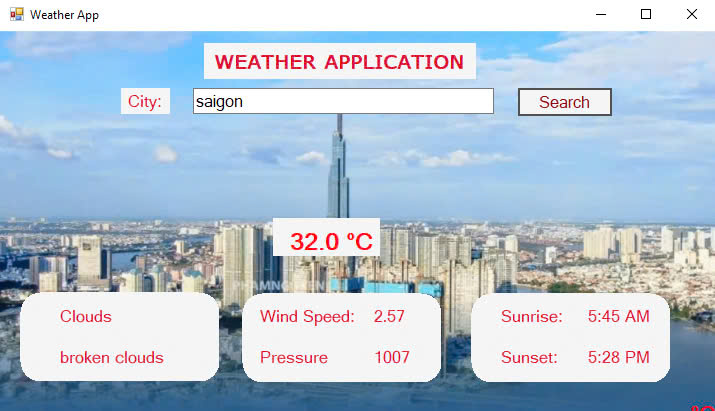 Weather App
WEATHER APPLICATION
City: saigon Search
32.0 °C
Clouds
broken clouds
Wind Speed: 2.57
Pressure 1007
Sunrise: 5:45 AM
Sunset: 5:28 PM